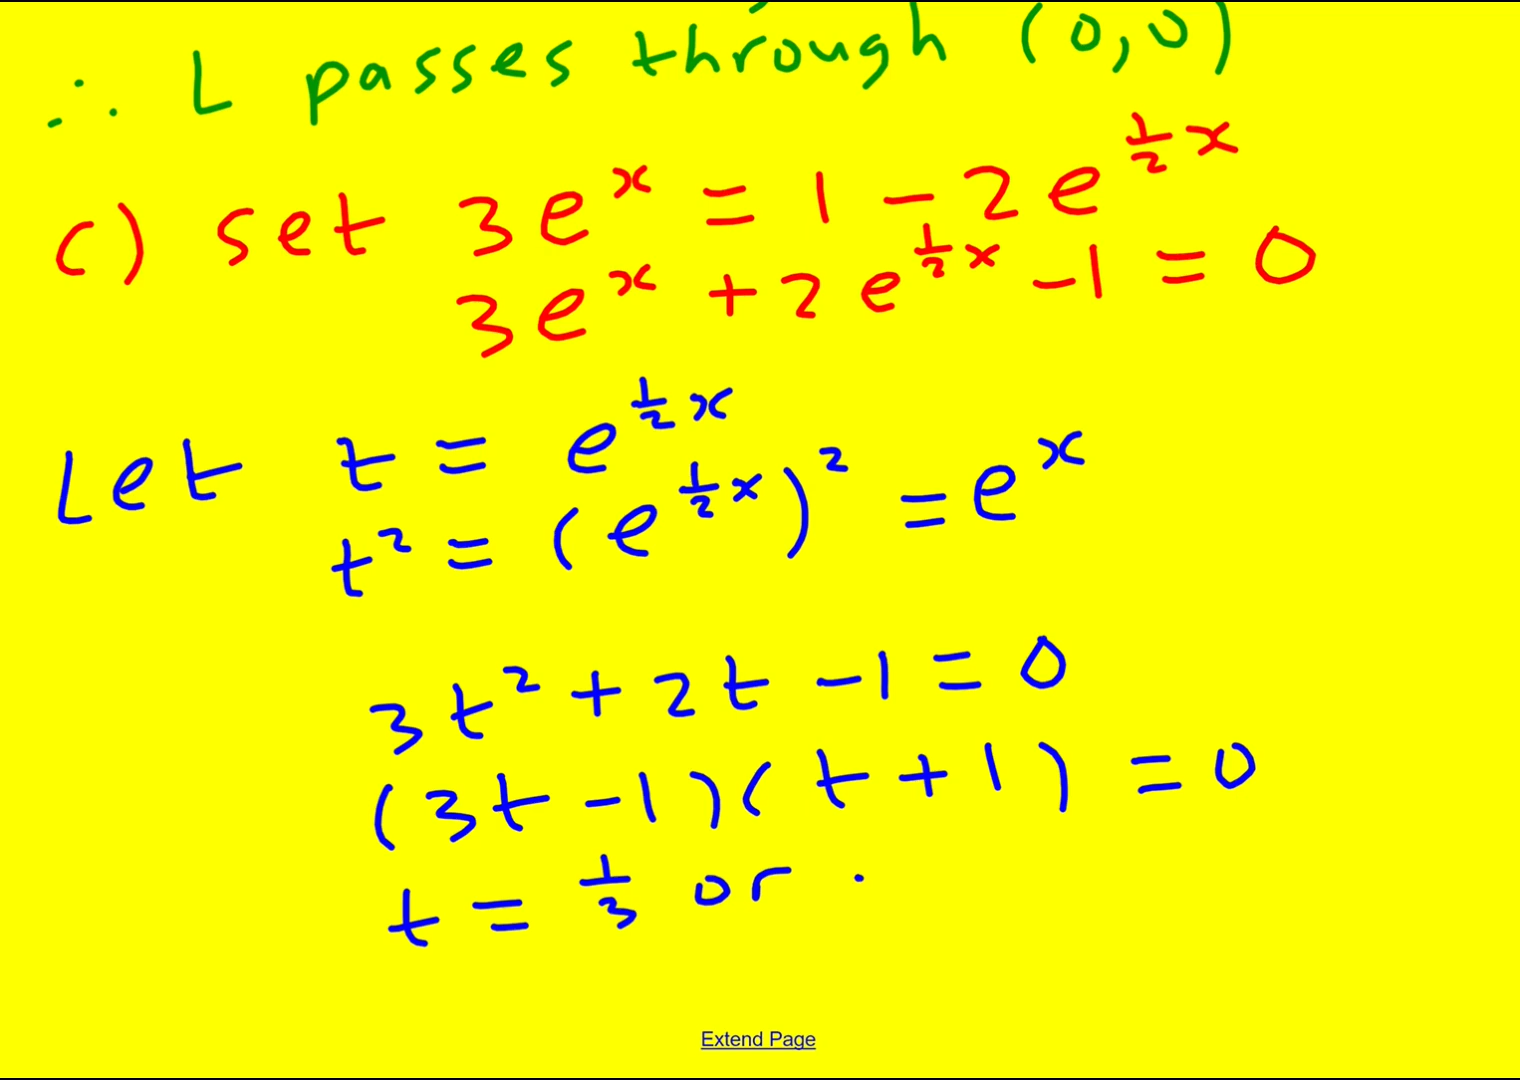 ∴ L passes through (0,0)
c) set 3e^x = 1 - 2e^{½x}
3e^x + 2e^{½x} - 1 = 0
Let t = e^{½x}
t² = (e^{½x})² = e^x
3t² + 2t - 1 = 0
(3t - 1)(t + 1) = 0
t = ⅓ or
Extend Page